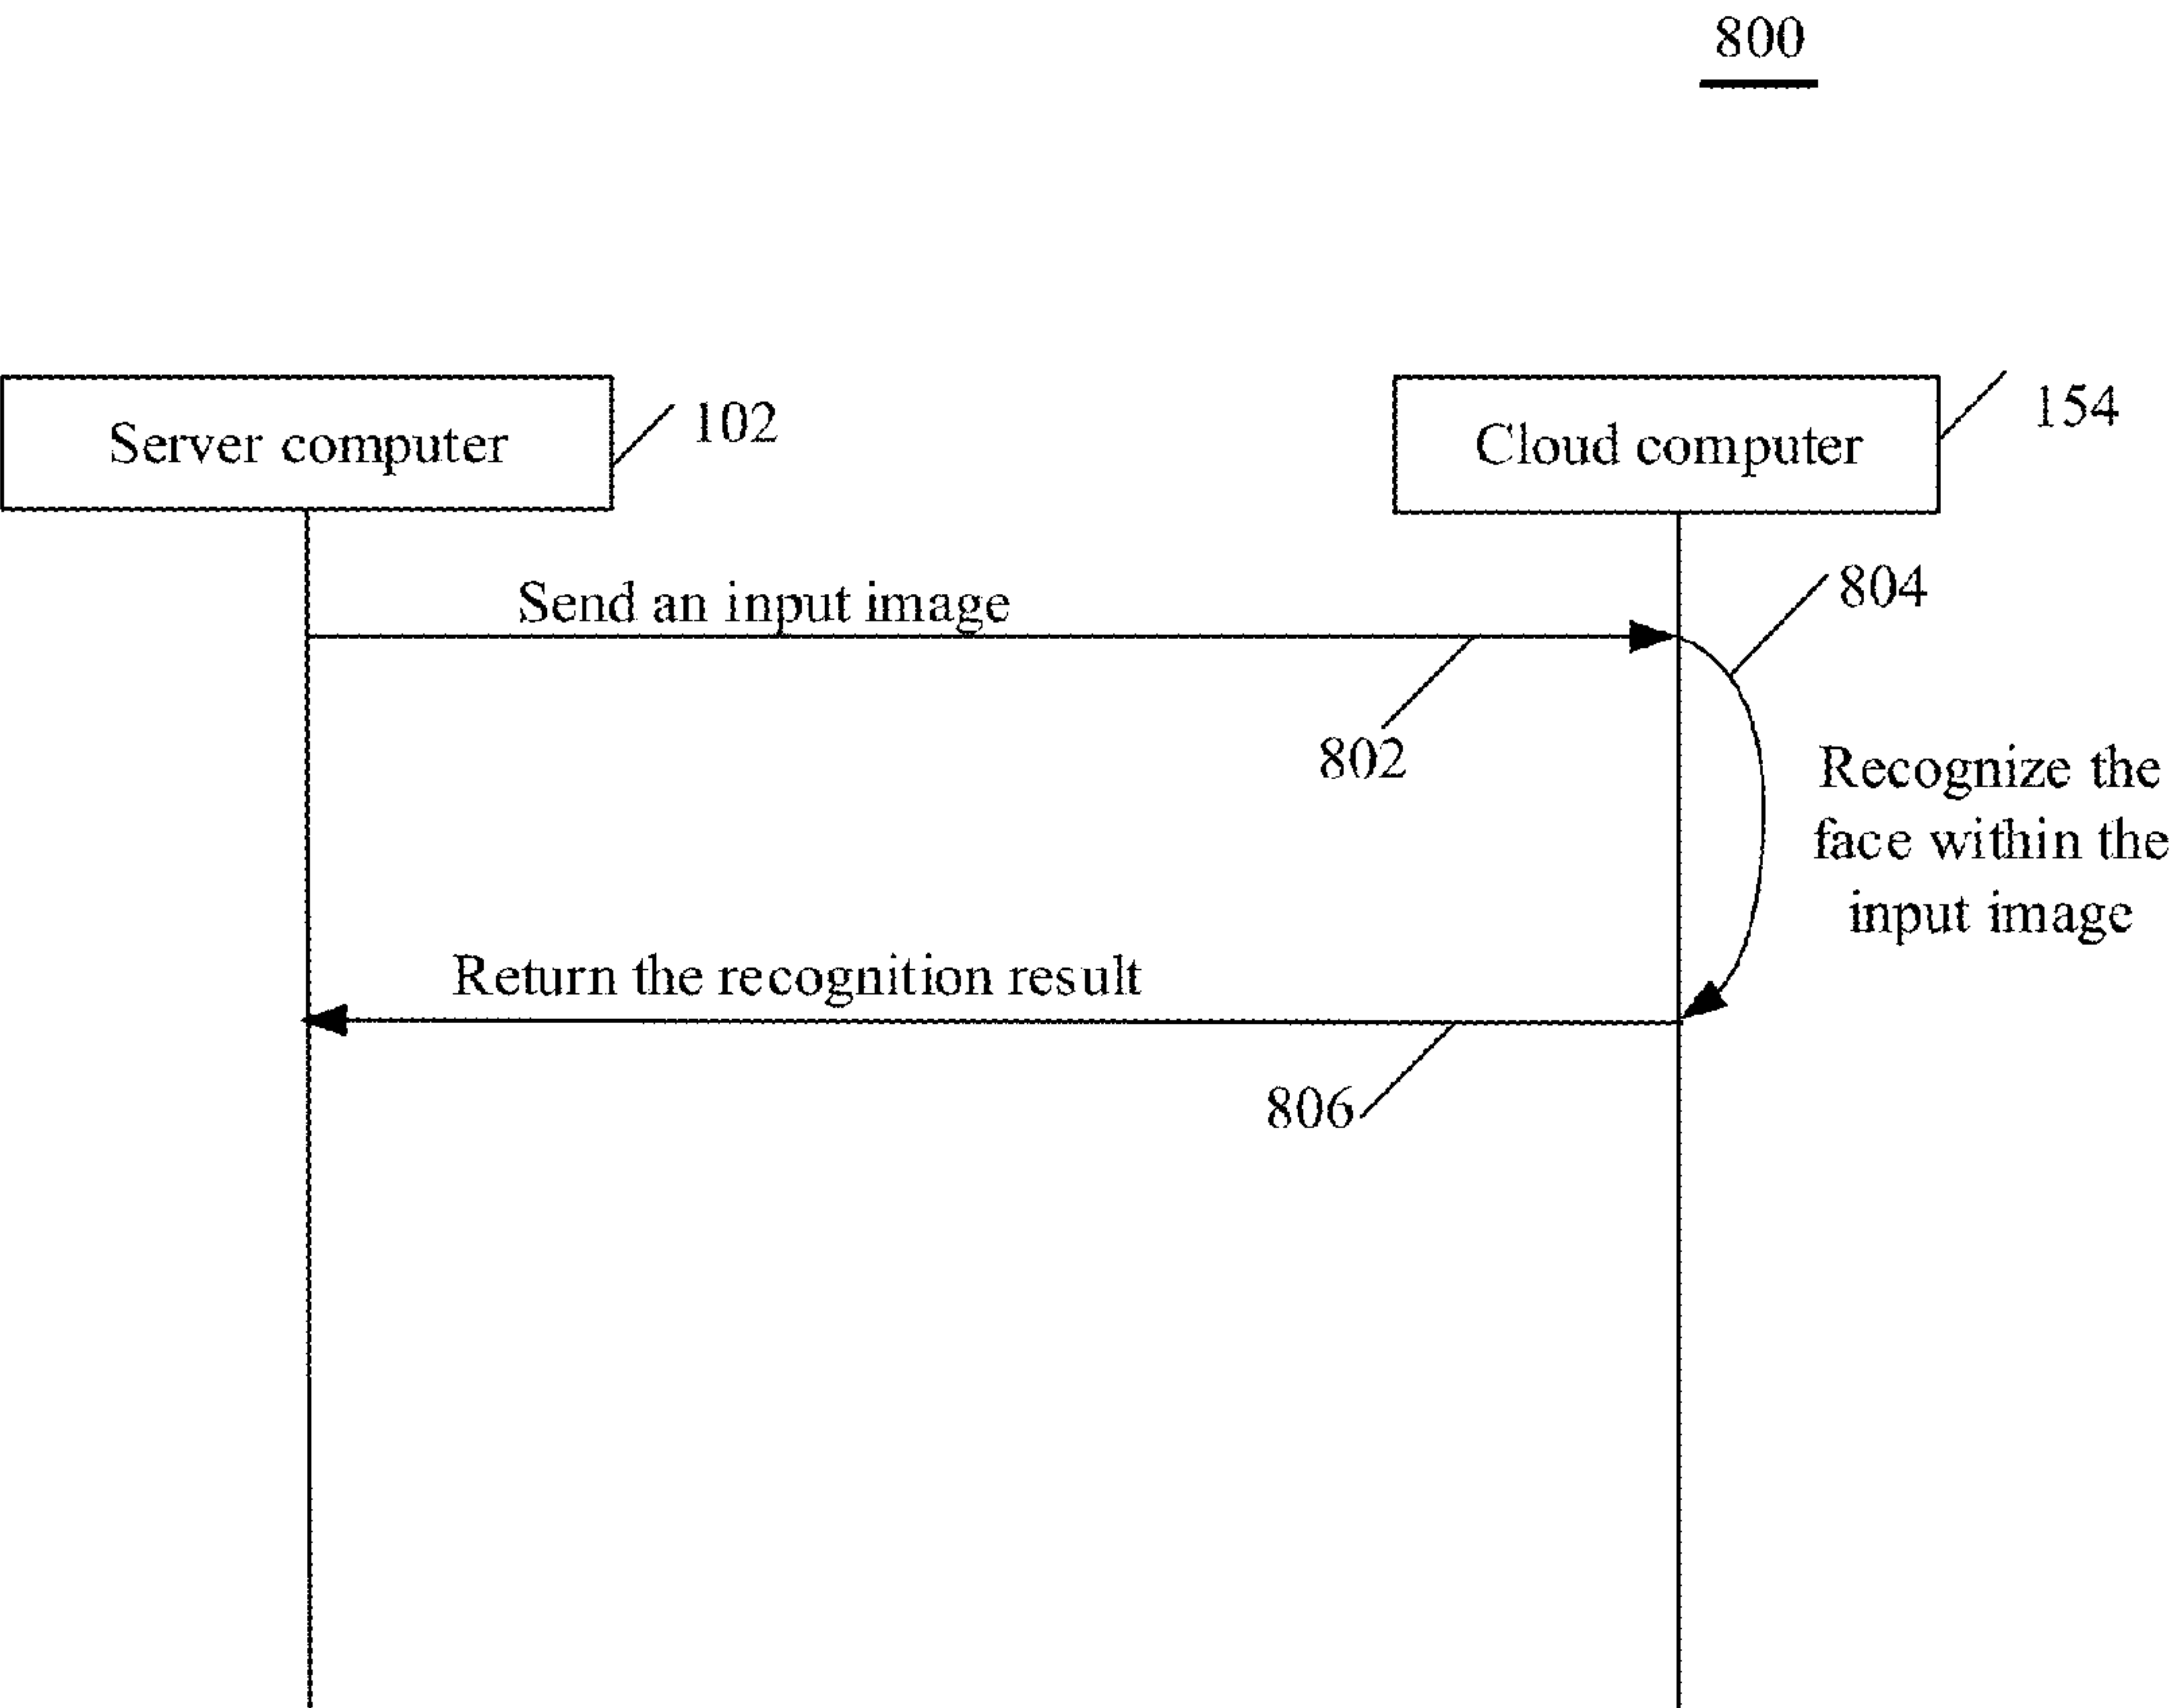 800
Server computer
102
Cloud computer
154
Send an input image
804
802
Recognize the
face within the
input image
Return the recognition result
806